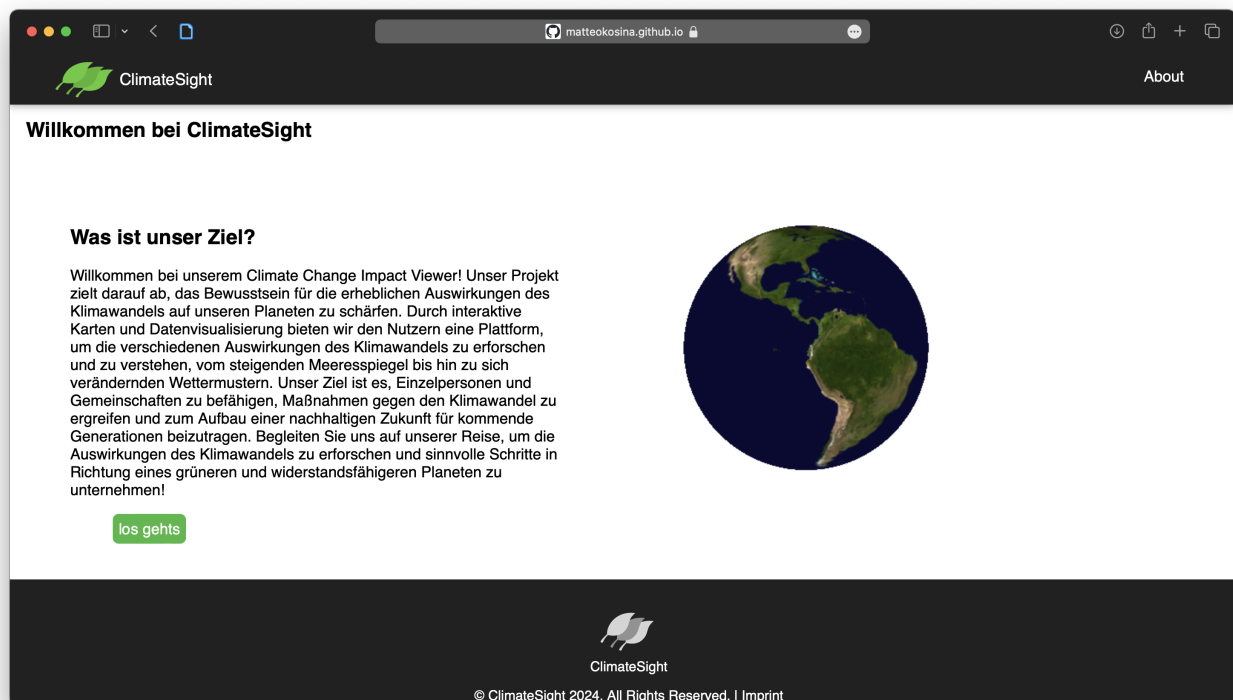 matteokosina.github.io
ClimateSight
About
Willkommen bei ClimateSight
Was ist unser Ziel?
Willkommen bei unserem Climate Change Impact Viewer! Unser Projekt
zielt darauf ab, das Bewusstsein für die erheblichen Auswirkungen des
Klimawandels auf unseren Planeten zu schärfen. Durch interaktive
Karten und Datenvisualisierung bieten wir den Nutzern eine Plattform,
um die verschiedenen Auswirkungen des Klimawandels zu erforschen
und zu verstehen, vom steigenden Meeresspiegel bis hin zu sich
verändernden Wettermustern. Unser Ziel ist es, Einzelpersonen und
Gemeinschaften zu befähigen, Maßnahmen gegen den Klimawandel zu
ergreifen und zum Aufbau einer nachhaltigen Zukunft für kommende
Generationen beizutragen. Begleiten Sie uns auf unserer Reise, um die
Auswirkungen des Klimawandels zu erforschen und sinnvolle Schritte in
Richtung eines grüneren und widerstandsfähigeren Planeten zu
unternehmen!
los gehts
ClimateSight
© ClimateSight 2024. All Rights Reserved. | Imprint